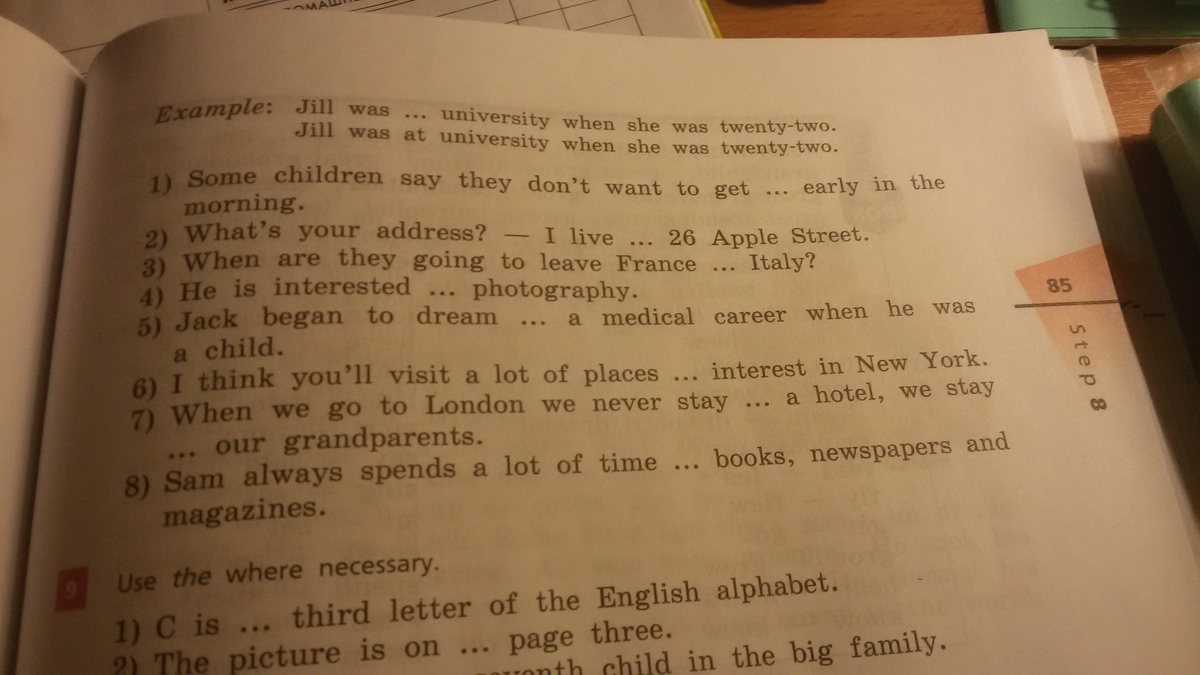 Example: Jill was ... university when she was twenty-two.
Jill was at university when she was twenty-two.
1) Some children say they don't want to get ... early in the
morning.
2) What's your address? — I live ... 26 Apple Street.
3) When are they going to leave France ... Italy?
4) He is interested ... photography.
5) Jack began to dream ... a medical career when he was
a child.
6) I think you'll visit a lot of places ... interest in New York.
7) When we go to London we never stay ... a hotel, we stay
... our grandparents.
8) Sam always spends a lot of time ... books, newspapers and
magazines.
85
Step 8
9 Use the where necessary.
1) C is ... third letter of the English alphabet.
2) The picture is on ... page three.
child in the big family.